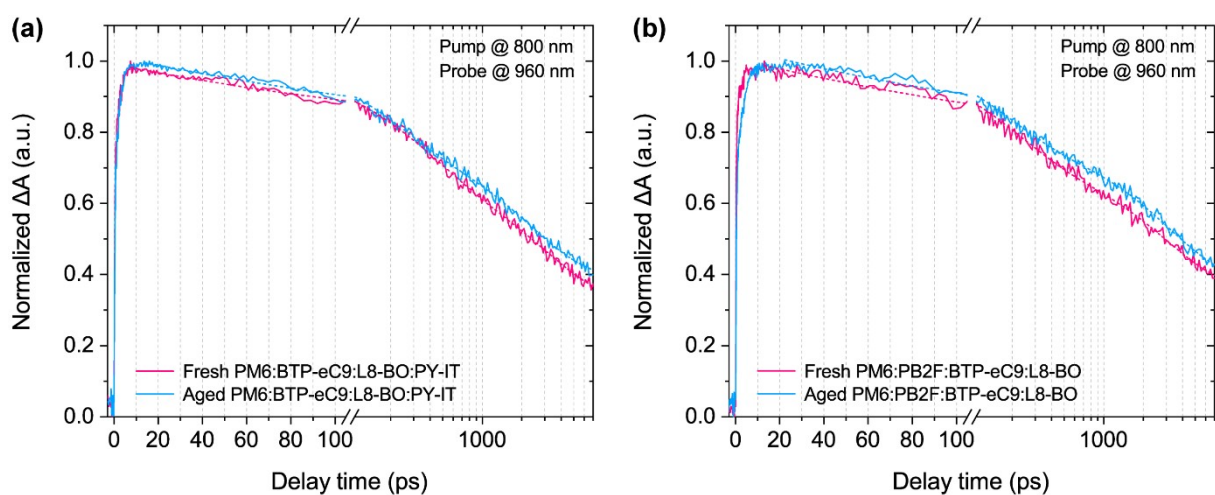 (a)
Pump @ 800 nm
Probe @ 960 nm
Normalized ΔA (a.u.)
1.0
0.8
0.6
0.4
0.2
0.0
Fresh PM6:BTP-eC9:L8-BO:PY-IT
Aged PM6:BTP-eC9:L8-BO:PY-IT
0 20 40 60 80 100 1000
Delay time (ps)
(b)
Pump @ 800 nm
Probe @ 960 nm
Normalized ΔA (a.u.)
1.0
0.8
0.6
0.4
0.2
0.0
Fresh PM6:PB2F:BTP-eC9:L8-BO
Aged PM6:PB2F:BTP-eC9:L8-BO
0 20 40 60 80 100 1000
Delay time (ps)